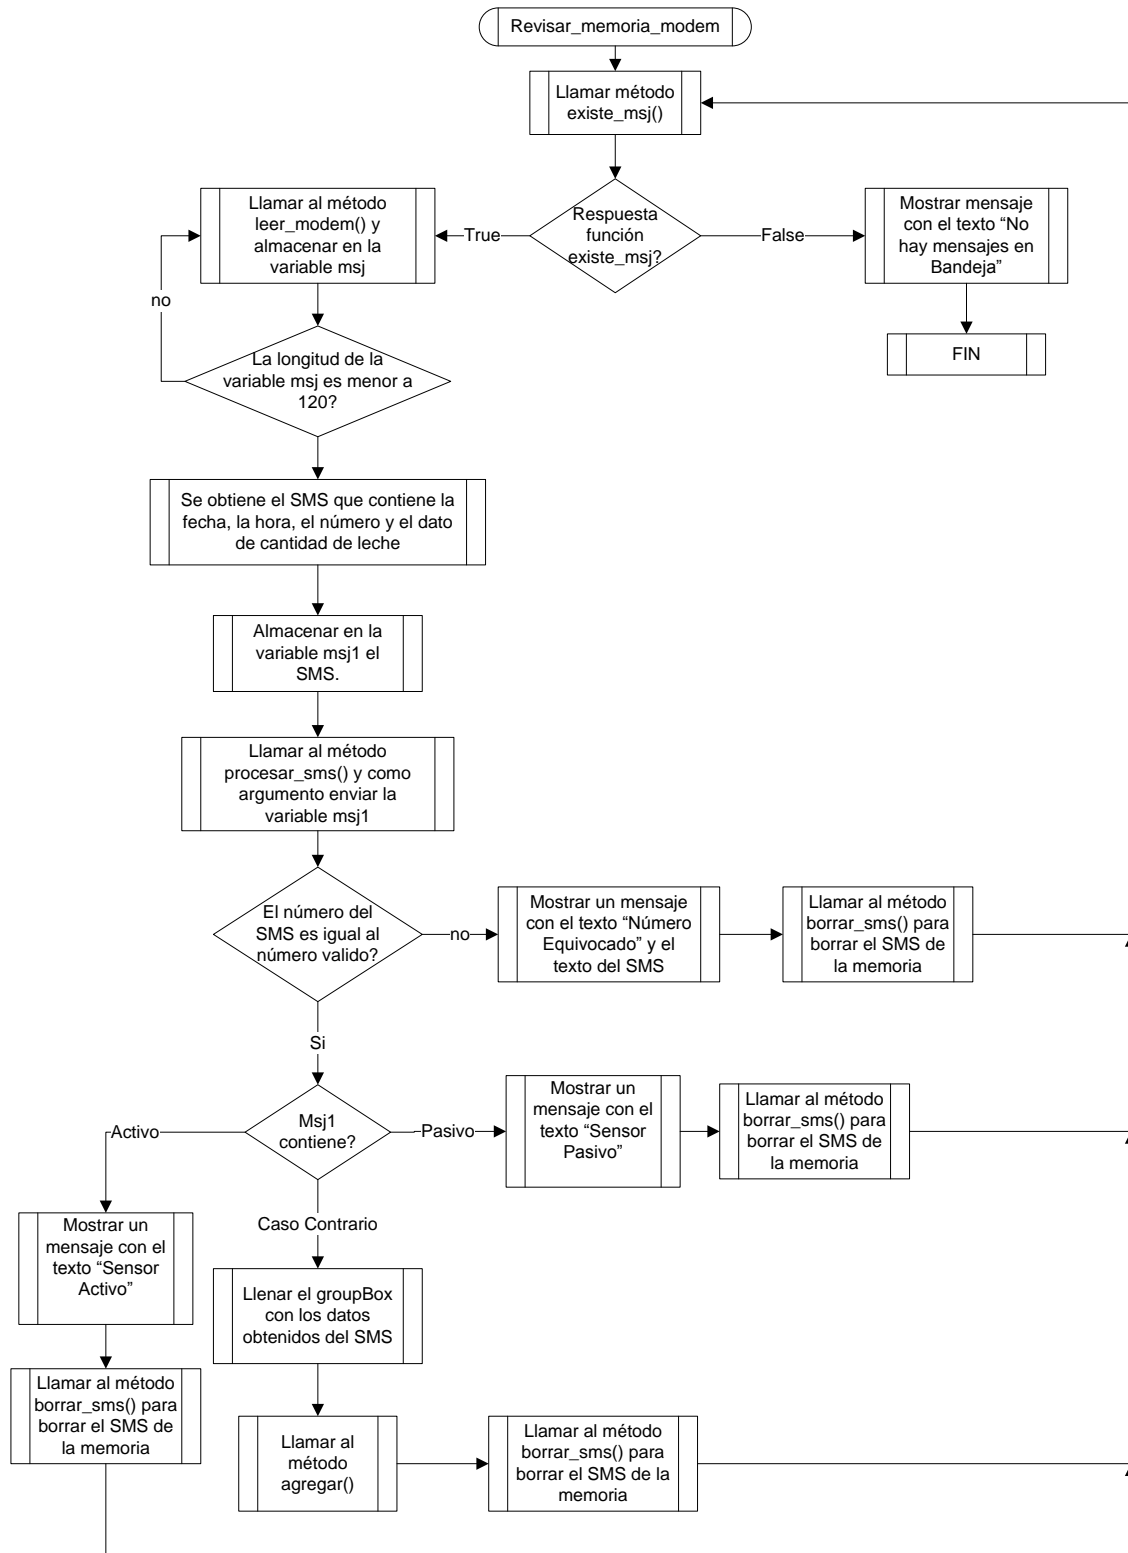 Revisar_memoria_modem
Llamar método
existe_msj()
Llamar al método
leer_modem() y
almacenar en la
variable msj
True
Respuesta
función
existe_msj?
False
Mostrar mensaje
con el texto “No
hay mensajes en
Bandeja”
no
FIN
La longitud de la
variable msj es menor a
120?
Se obtiene el SMS que contiene la
fecha, la hora, el número y el dato
de cantidad de leche
Almacenar en la
variable msj1 el
SMS.
Llamar al método
procesar_sms() y como
argumento enviar la
variable msj1
El número del
SMS es igual al
número valido?
no
Mostrar un mensaje
con el texto “Número
Equivocado” y el
texto del SMS
Llamar al método
borrar_sms() para
borrar el SMS de
la memoria
Si
Msj1
contiene?
Activo
Pasivo
Mostrar un
mensaje con el
texto “Sensor
Pasivo”
Llamar al método
borrar_sms() para
borrar el SMS de
la memoria
Caso Contrario
Mostrar un
mensaje con el
texto “Sensor
Activo”
Llenar el groupBox
con los datos
obtenidos del SMS
Llamar al método
borrar_sms() para
borrar el SMS de
la memoria
Llamar al
método
agregar()
Llamar al método
borrar_sms() para
borrar el SMS de la
memoria